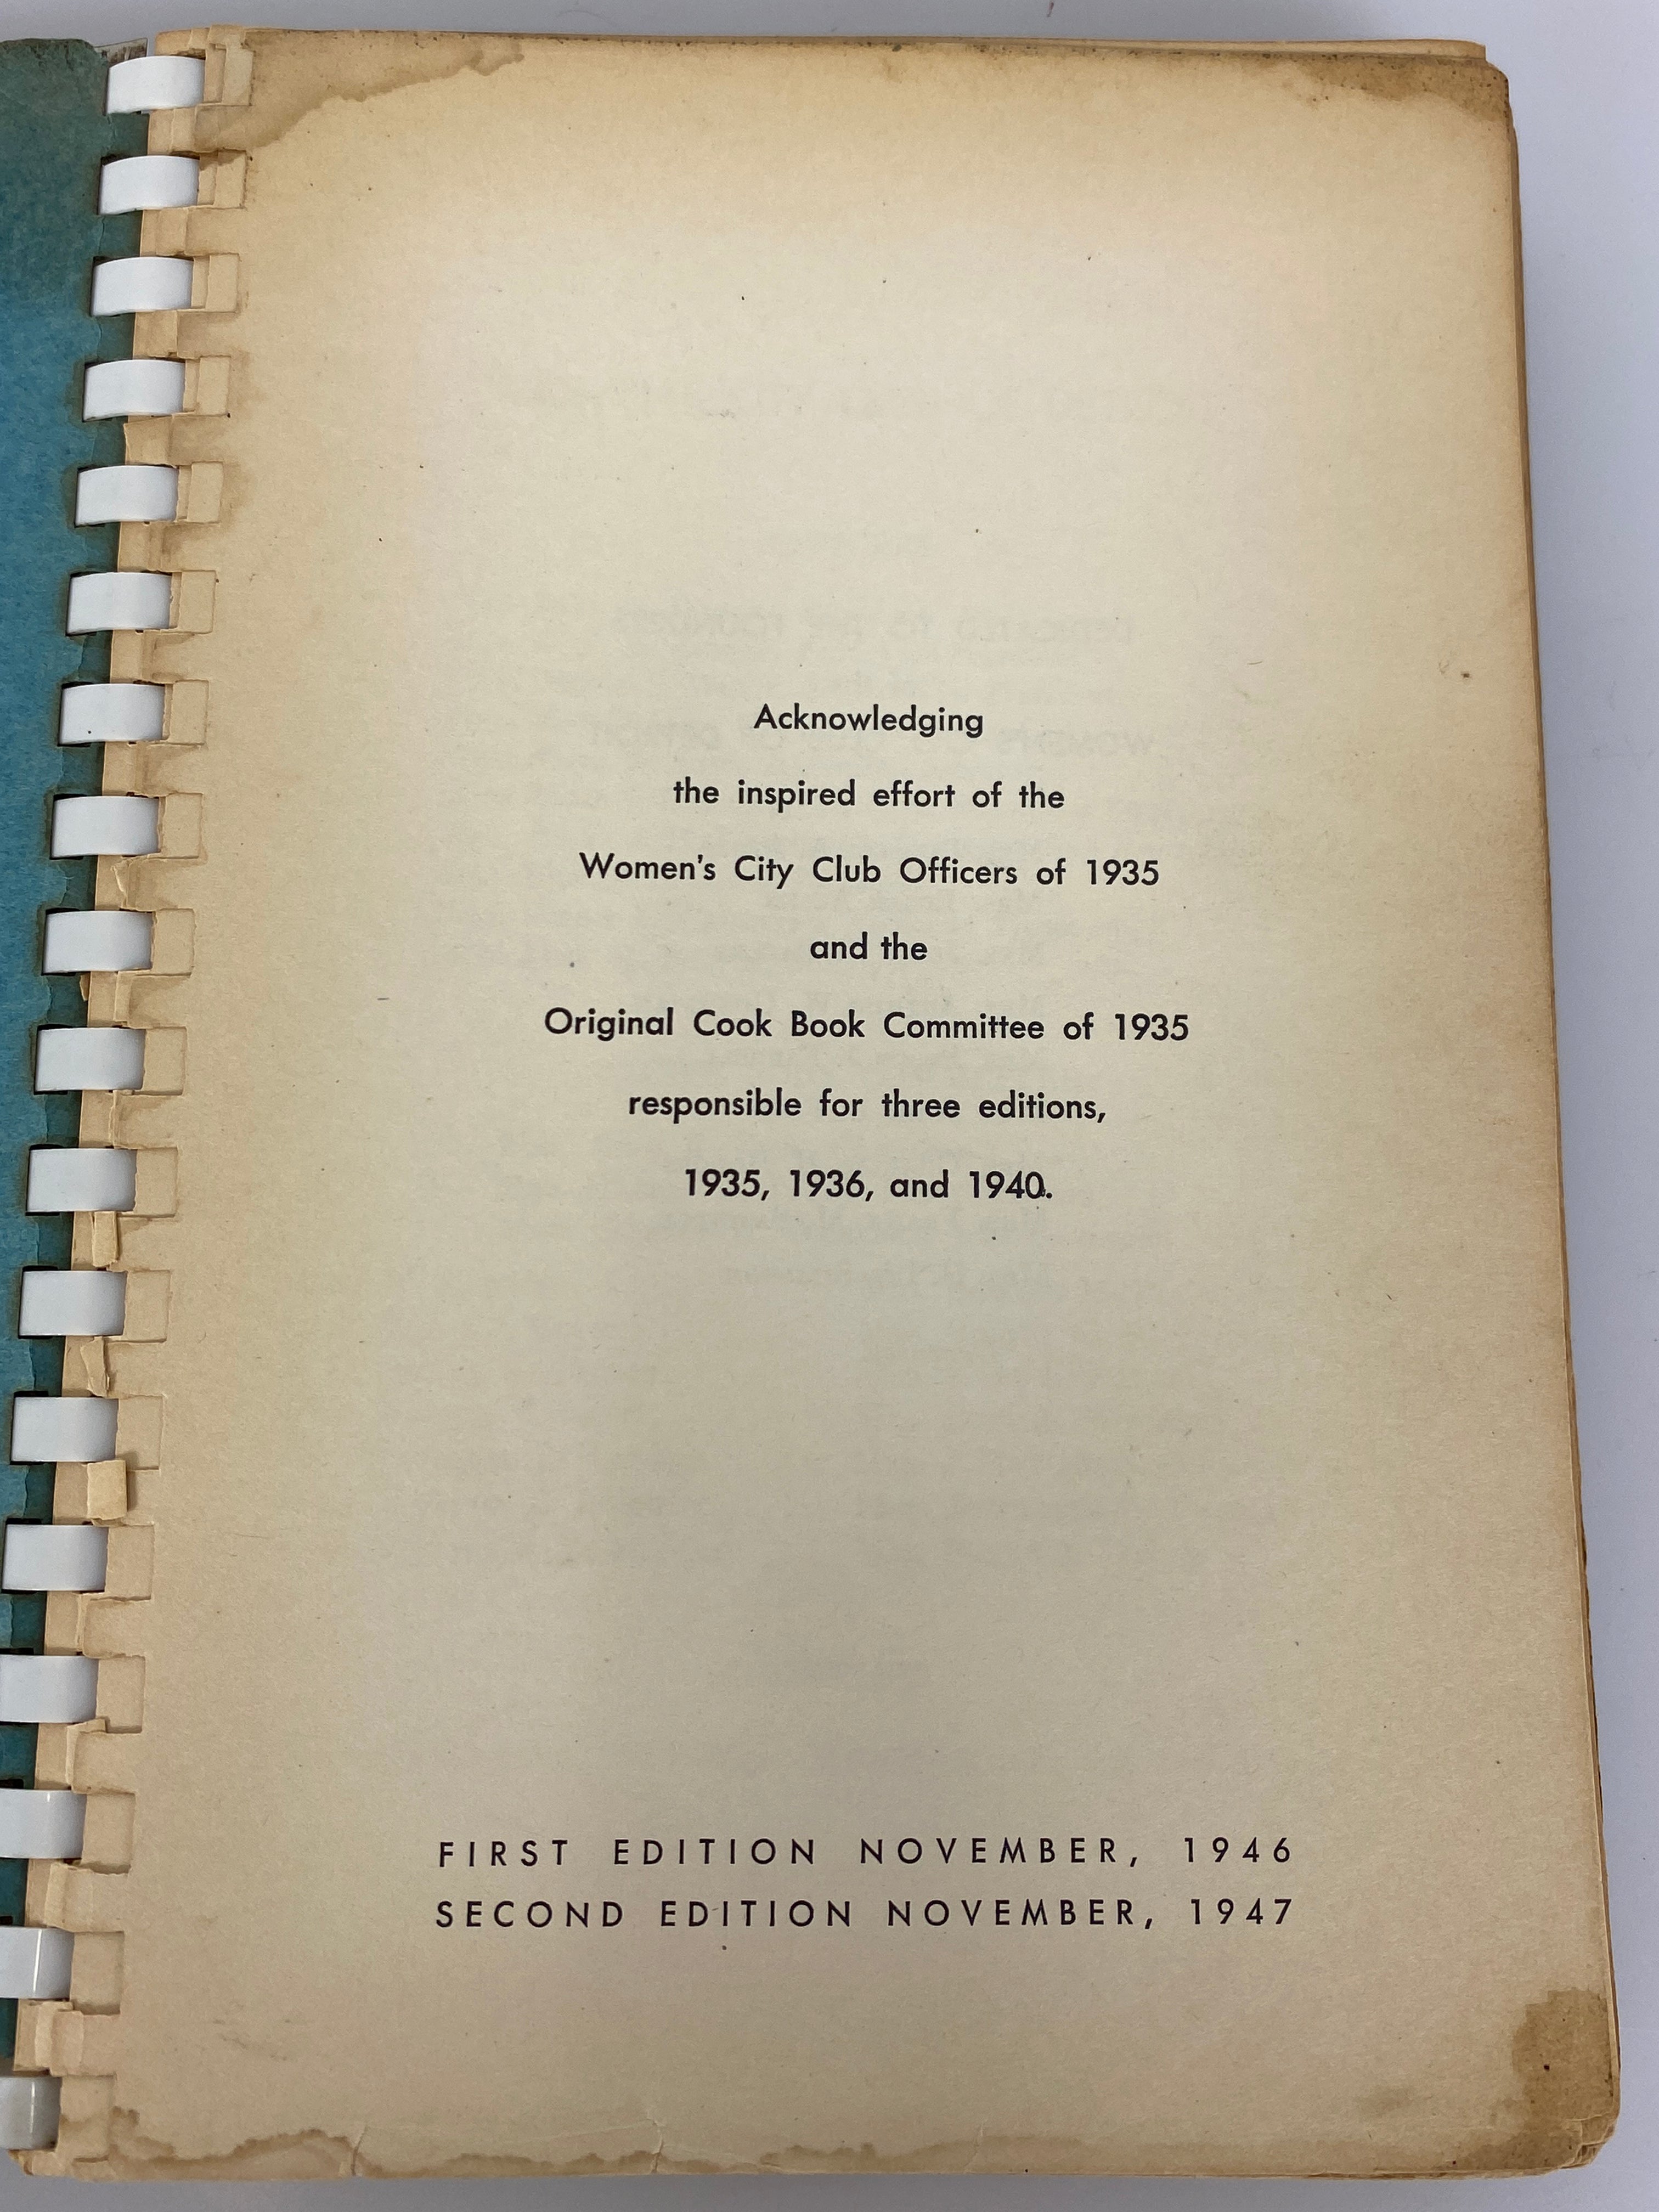 Acknowledging
the inspired effort of the
Women's City Club Officers of 1935
and the
Original Cook Book Committee of 1935
responsible for three editions,
1935, 1936, and 1940.
FIRST EDITION NOVEMBER, 1946
SECOND EDITION NOVEMBER, 1947